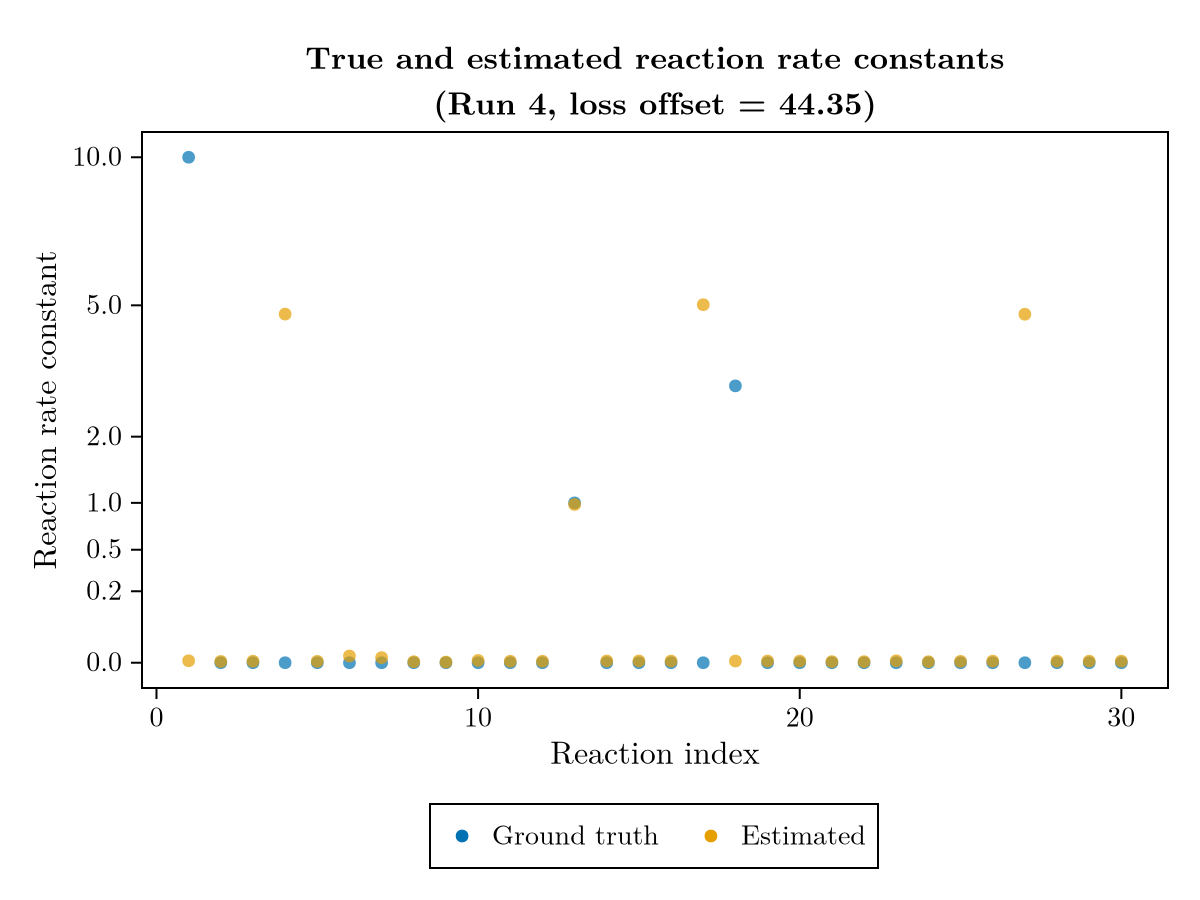 True and estimated reaction rate constants
(Run 4, loss offset = 44.35)
Reaction rate constant
10.0
5.0
2.0
1.0
0.5
0.2
0.0
0 10 20 30
Reaction index
Ground truth Estimated